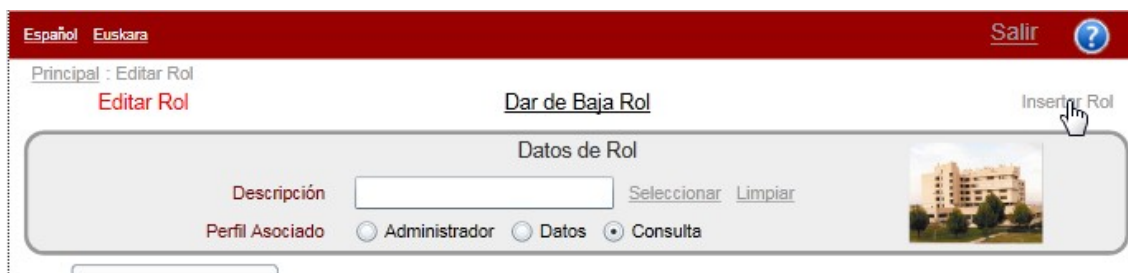 Español Euskara Salir ?
Principal : Editar Rol
Editar Rol Dar de Baja Rol Insertar Rol
Datos de Rol
Descripción Seleccionar Limpiar
Perfil Asociado Administrador Datos Consulta